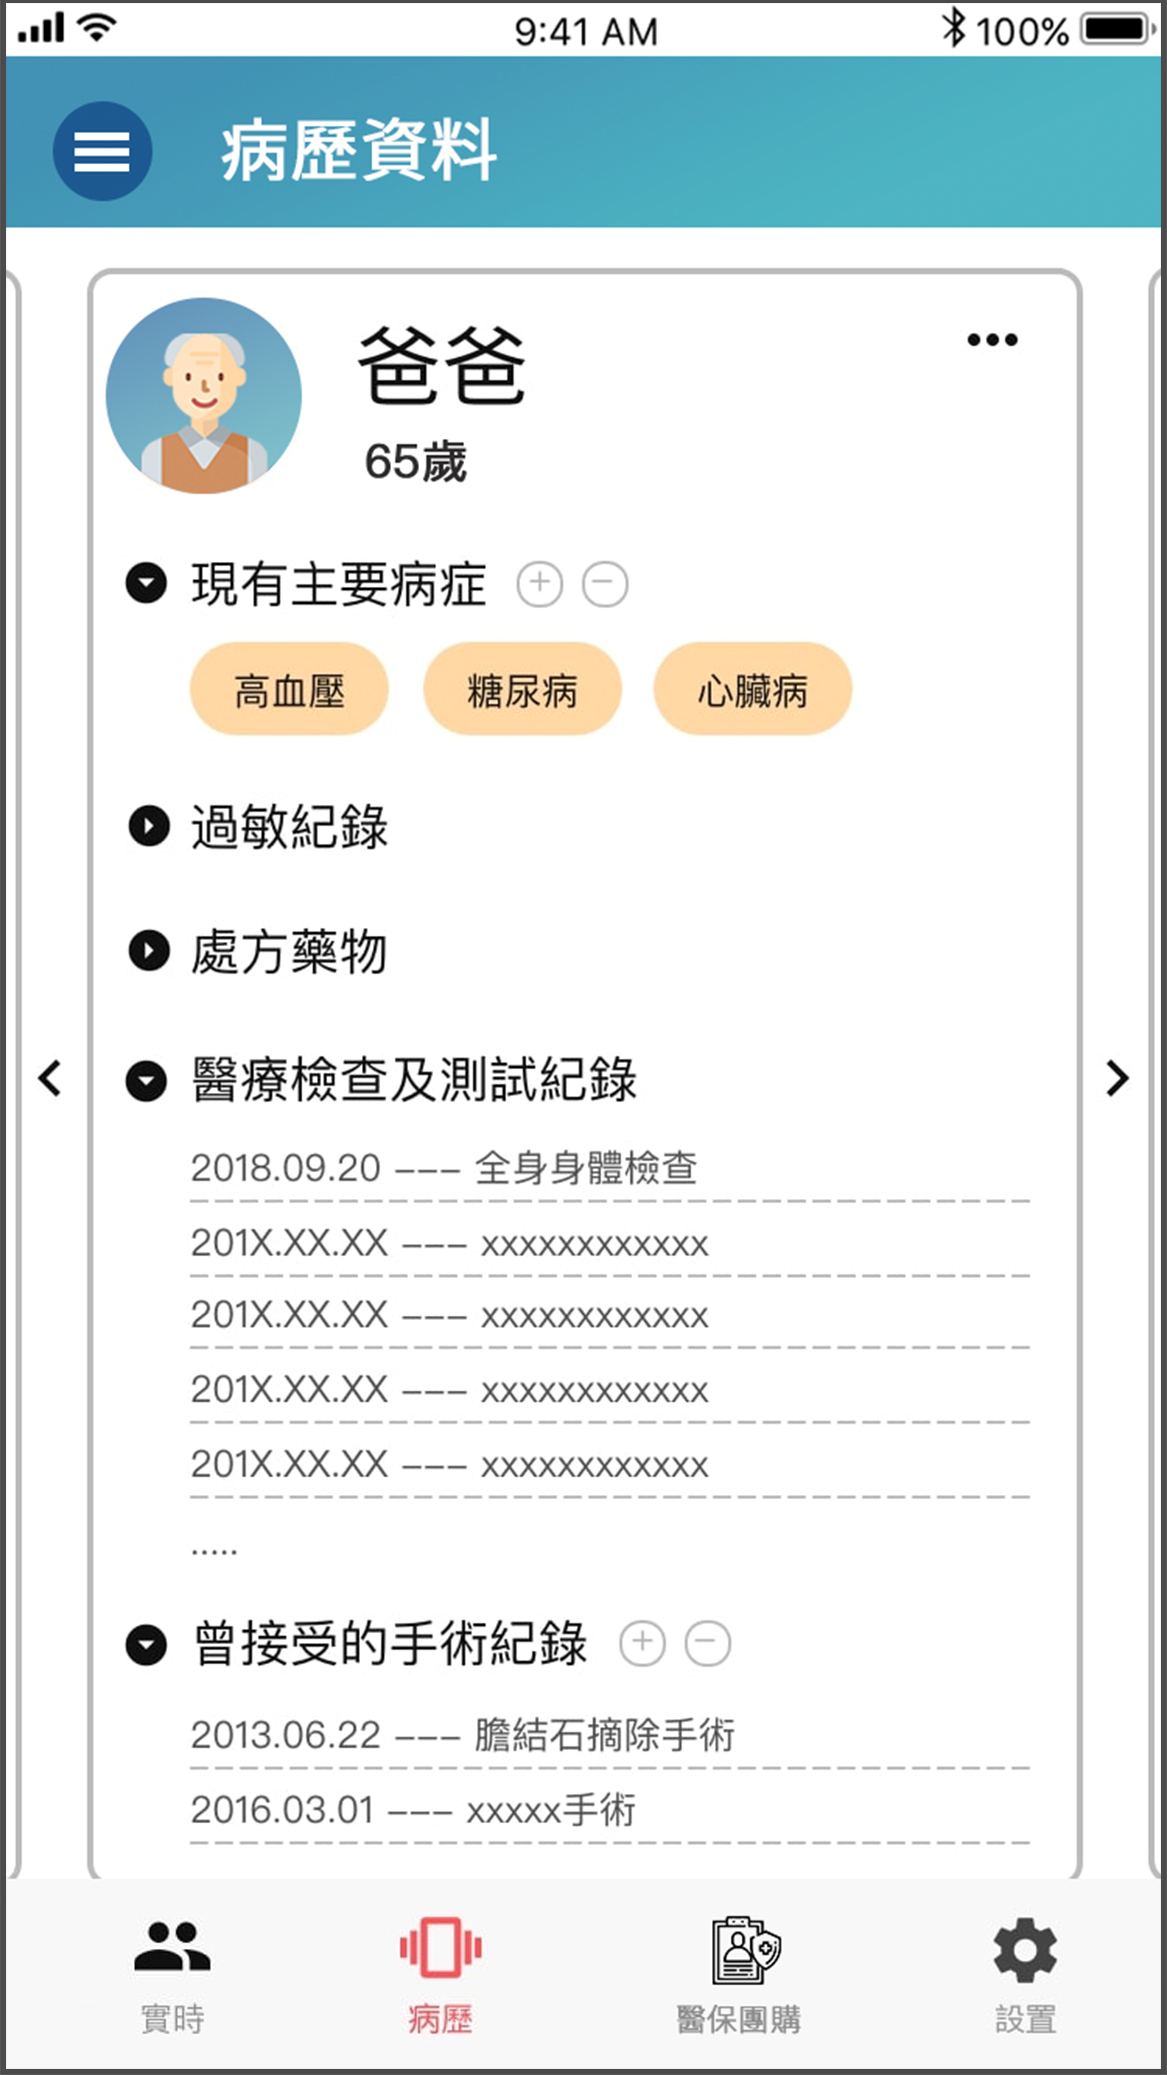 9:41 AM
100%
病歷資料
爸爸
65歲
現有主要病症
高血壓 糖尿病 心臟病
過敏紀錄
處方藥物
醫療檢查及測試紀錄
2018.09.20 --- 全身身體檢查
201X.XX.XX --- xxxxxxxxxxxx
201X.XX.XX --- xxxxxxxxxxxx
201X.XX.XX --- xxxxxxxxxxxx
201X.XX.XX --- xxxxxxxxxxxx
.....
曾接受的手術紀錄
2013.06.22 --- 膽結石摘除手術
2016.03.01 --- xxxxx手術
實時 病歷 醫保團購 設置